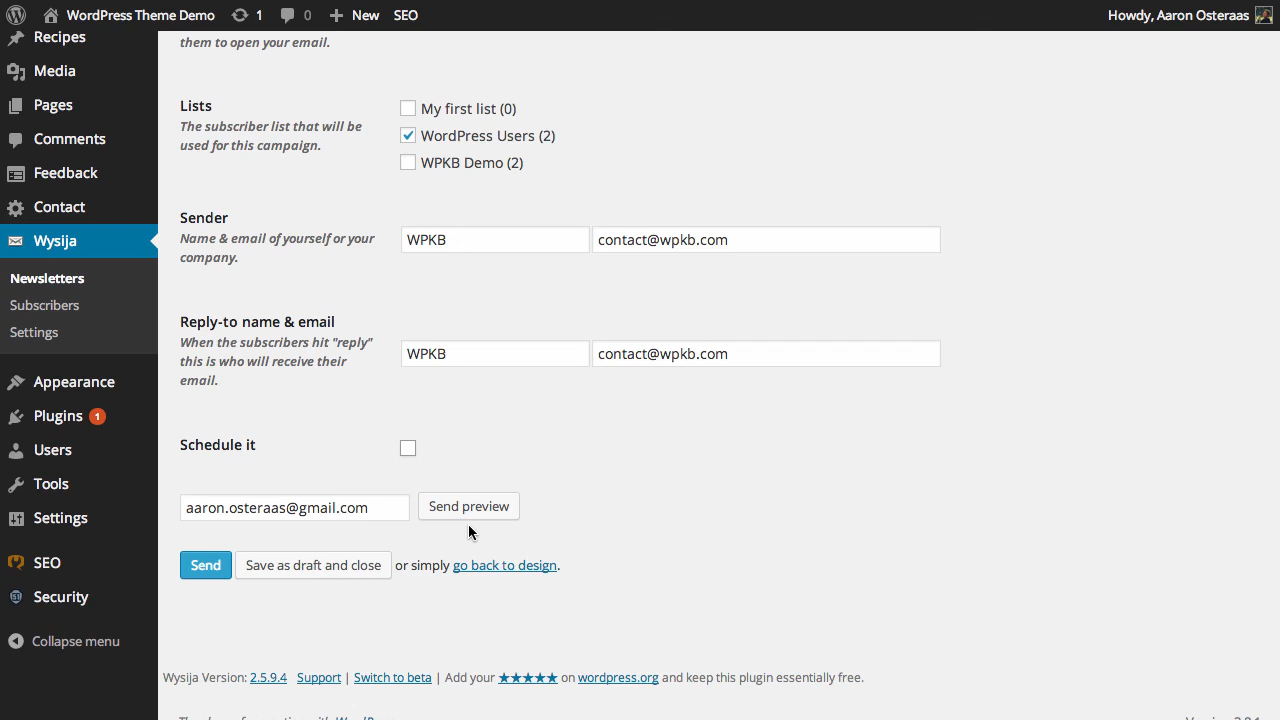 WordPress Theme Demo 1 0 New SEO Howdy, Aaron Osteraas
Recipes
Media
Pages
Comments
Feedback
Contact
Wysija
Newsletters
Subscribers
Settings
Appearance
Plugins 1
Users
Tools
Settings
SEO
Security
Collapse menu
them to open your email.
Lists
The subscriber list that will be
used for this campaign.
My first list (0)
WordPress Users (2)
WPKB Demo (2)
Sender
Name & email of yourself or your
company.
WPKB contact@wpkb.com
Reply-to name & email
When the subscribers hit "reply"
this is who will receive their
email.
WPKB contact@wpkb.com
Schedule it
aaron.osteraas@gmail.com Send preview
Send Save as draft and close or simply go back to design.
Wysija Version: 2.5.9.4 Support | Switch to beta | Add your ★★★★★ on wordpress.org and keep this plugin essentially free.